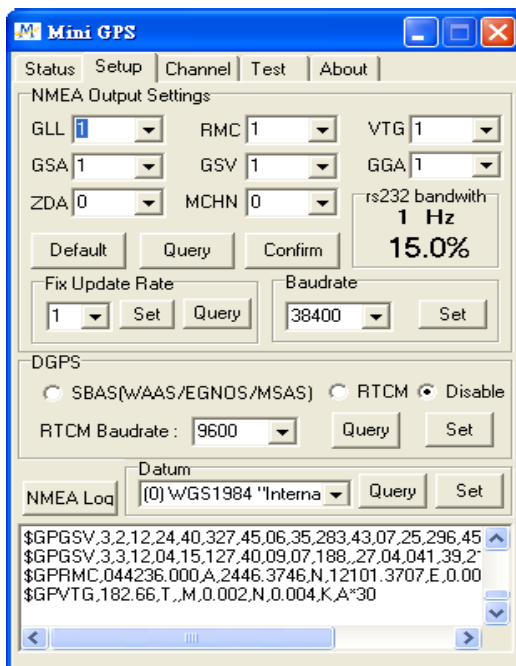 Mini GPS
Status Setup Channel Test About
NMEA Output Settings
GLL 1 RMC 1 VTG 1
GSA 1 GSV 1 GGA 1
ZDA 0 MCHN 0 rs232 bandwith
1 Hz
Default Query Confirm 15.0%
Fix Update Rate Baudrate
1 Set Query 38400 Set
DGPS
SBAS(WAAS/EGNOS/MSAS) RTCM Disable
RTCM Baudrate : 9600 Query Set
Datum
NMEA Log (0) WGS1984 "Interna Query Set
$GPGSV,3,2,12,24,40,327,45,06,35,283,43,07,25,296,45
$GPGSV,3,3,12,04,15,127,40,09,07,188,,27,04,041,39,2
$GPRMC,044236.000,A,2446.3746,N,12101.3707,E,0.00
$GPVTG,182.66,T,,M,0.002,N,0.004,K,A*30